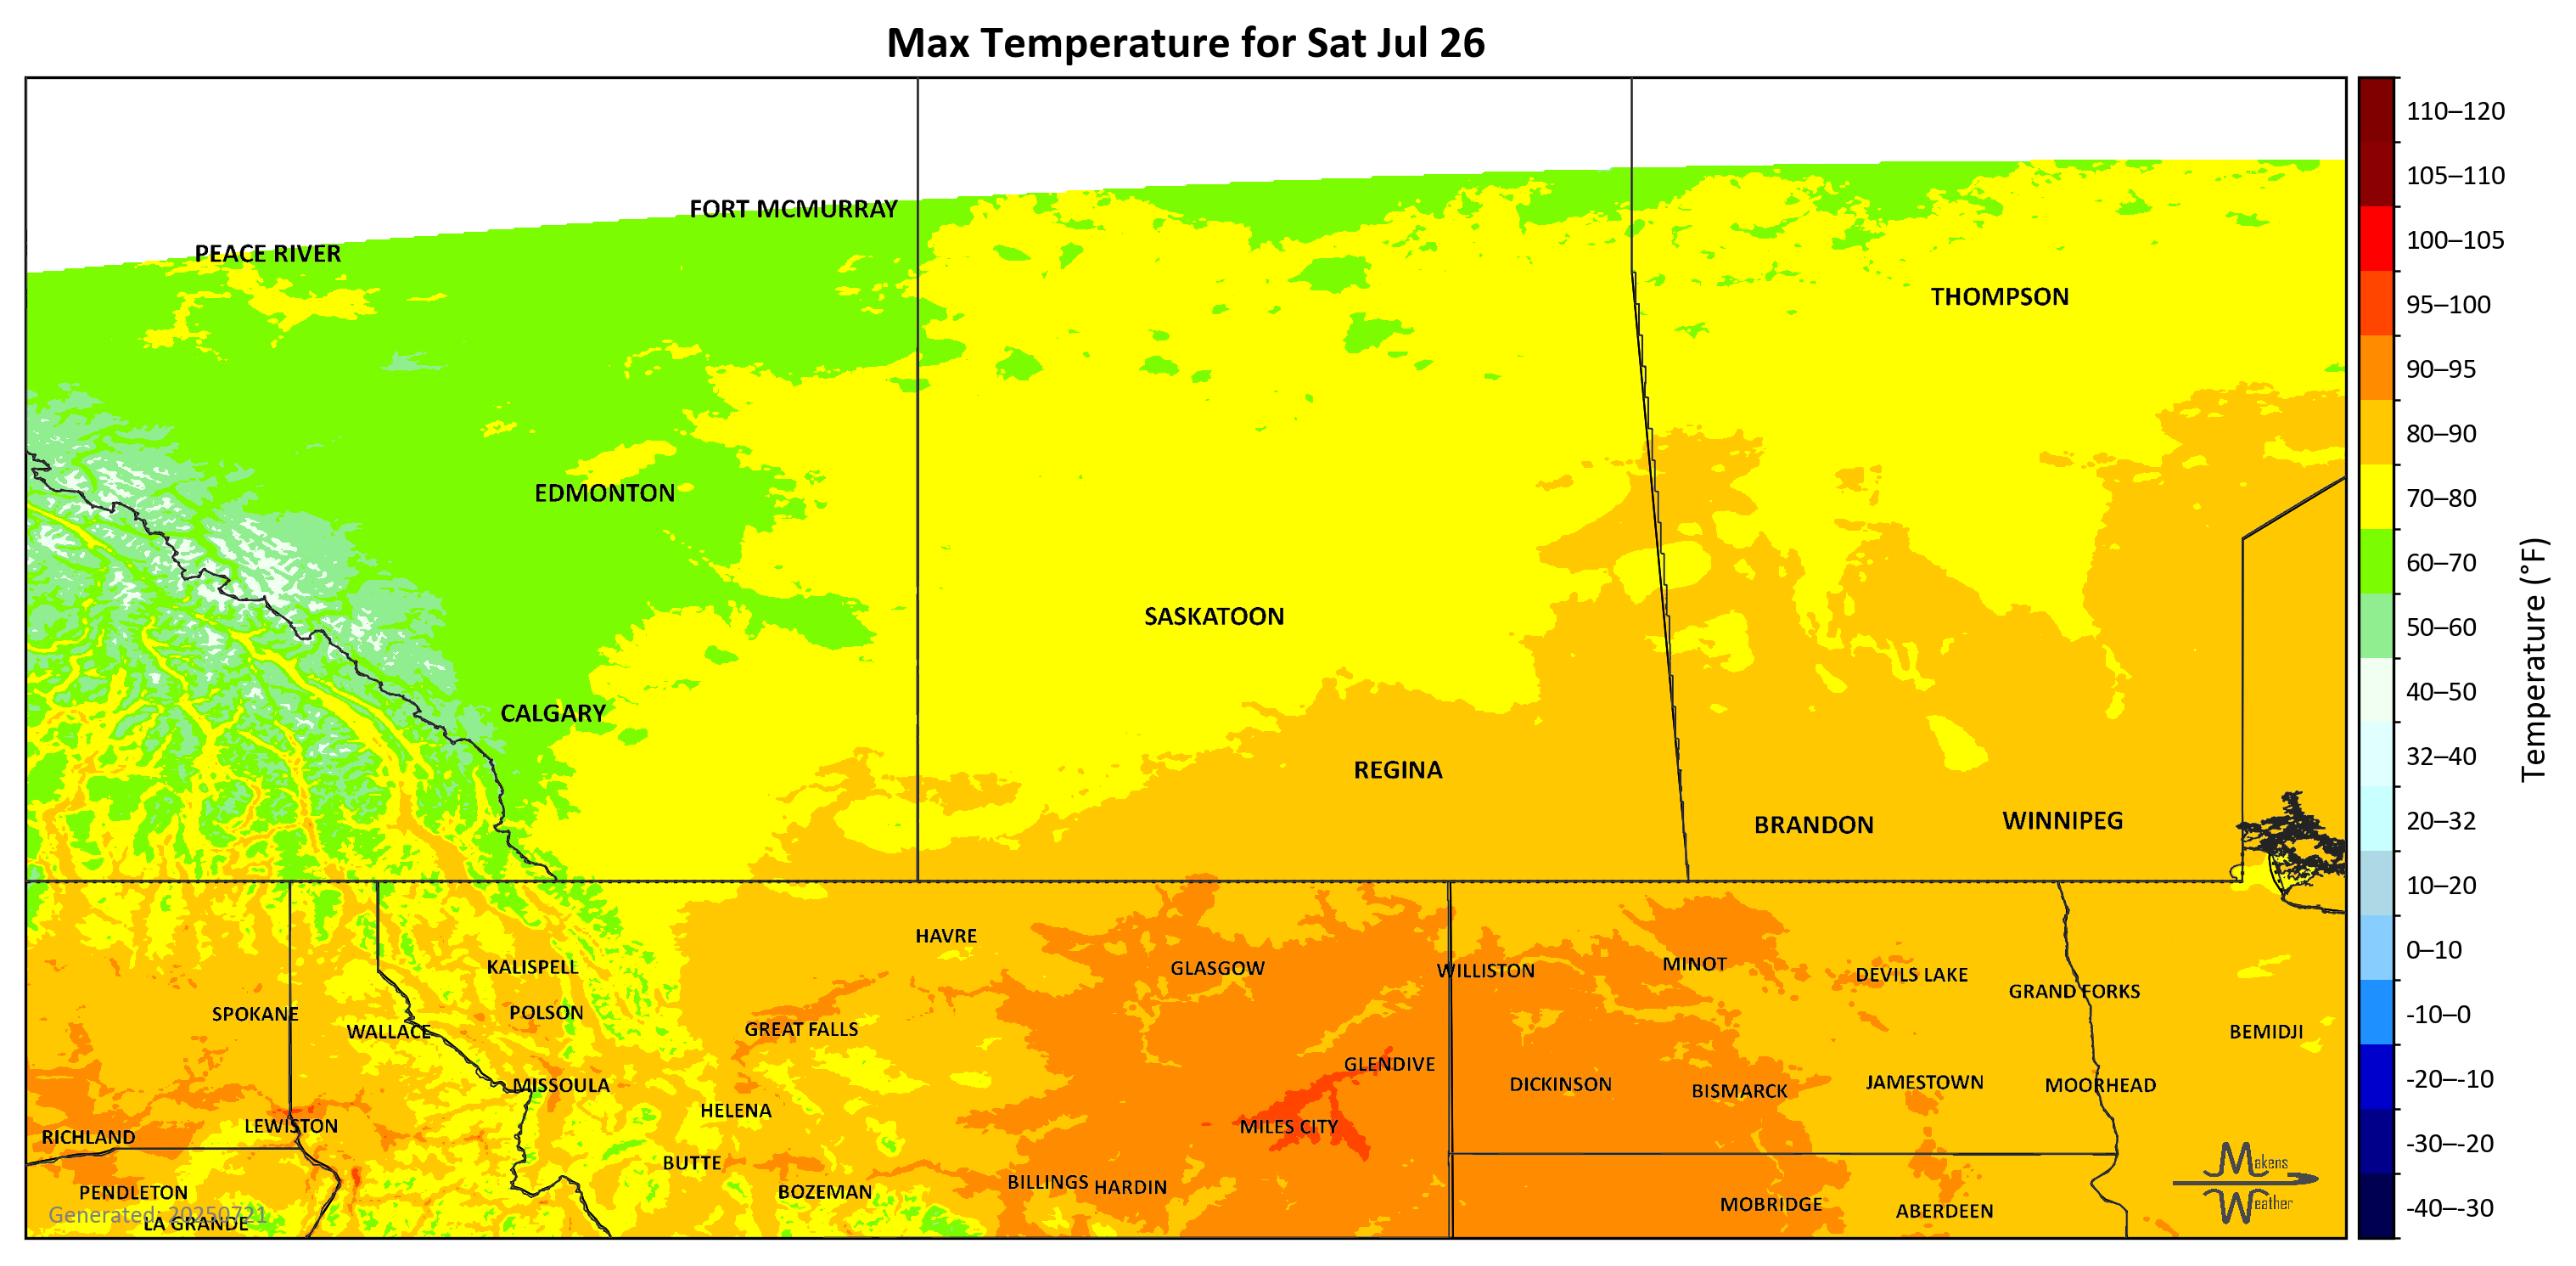 Max Temperature for Sat Jul 26
FORT MCMURRAY
PEACE RIVER
THOMPSON
EDMONTON
SASKATOON
CALGARY
REGINA
BRANDON
WINNIPEG
HAVRE
KALISPELL
GLASGOW
WILLISTON
MINOT
DEVILS LAKE
GRAND FORKS
SPOKANE
POLSON
WALLACE
GREAT FALLS
BEMIDJI
GLENDIVE
MISSOULA
DICKINSON
BISMARCK
JAMESTOWN
MOORHEAD
HELENA
LEWISTON
MILES CITY
RICHLAND
BUTTE
BILLINGS
HARDIN
PENDLETON
BOZEMAN
MOBRIDGE
ABERDEEN
LA GRANDE
Generated: 20250721
Makens
Weather
110–120
105–110
100–105
95–100
90–95
80–90
70–80
60–70
50–60
40–50
32–40
20–32
10–20
0–10
-10–0
-20–-10
-30–-20
-40–-30
Temperature (°F)